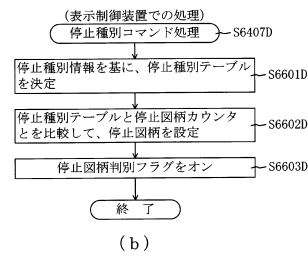 (表示制御装置での処理)
停止種別コマンド処理
S6407D
停止種別情報を基に、停止種別テーブル
を決定
S6601D
停止種別テーブルと停止図柄カウンタ
とを比較して、停止図柄を設定
S6602D
停止図柄判別フラグをオン
S6603D
終 了
(b)